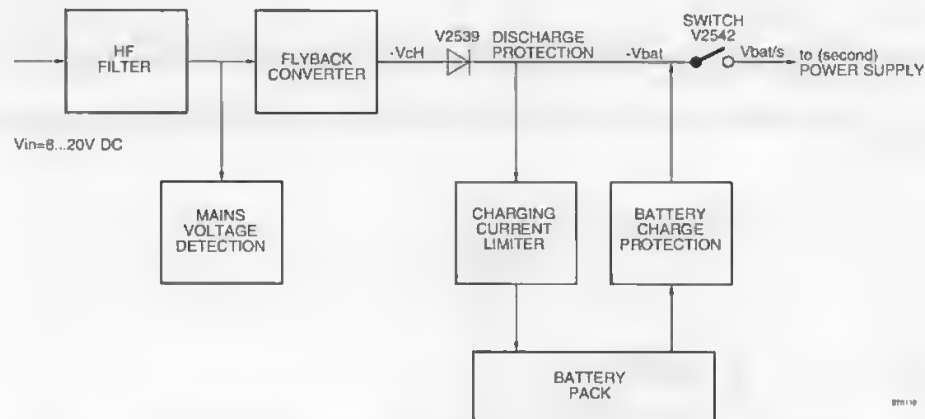 SWITCH
V2542
V2539 DISCHARGE
PROTECTION
HF
FILTER
FLYBACK
CONVERTER
-VCH
-Vbat
Vbat/s
to (second)
POWER SUPPLY
Vin=8...20V DC
MAINS
VOLTAGE
DETECTION
CHARGING
CURRENT
LIMITER
BATTERY
CHARGE
PROTECTION
BATTERY
PACK